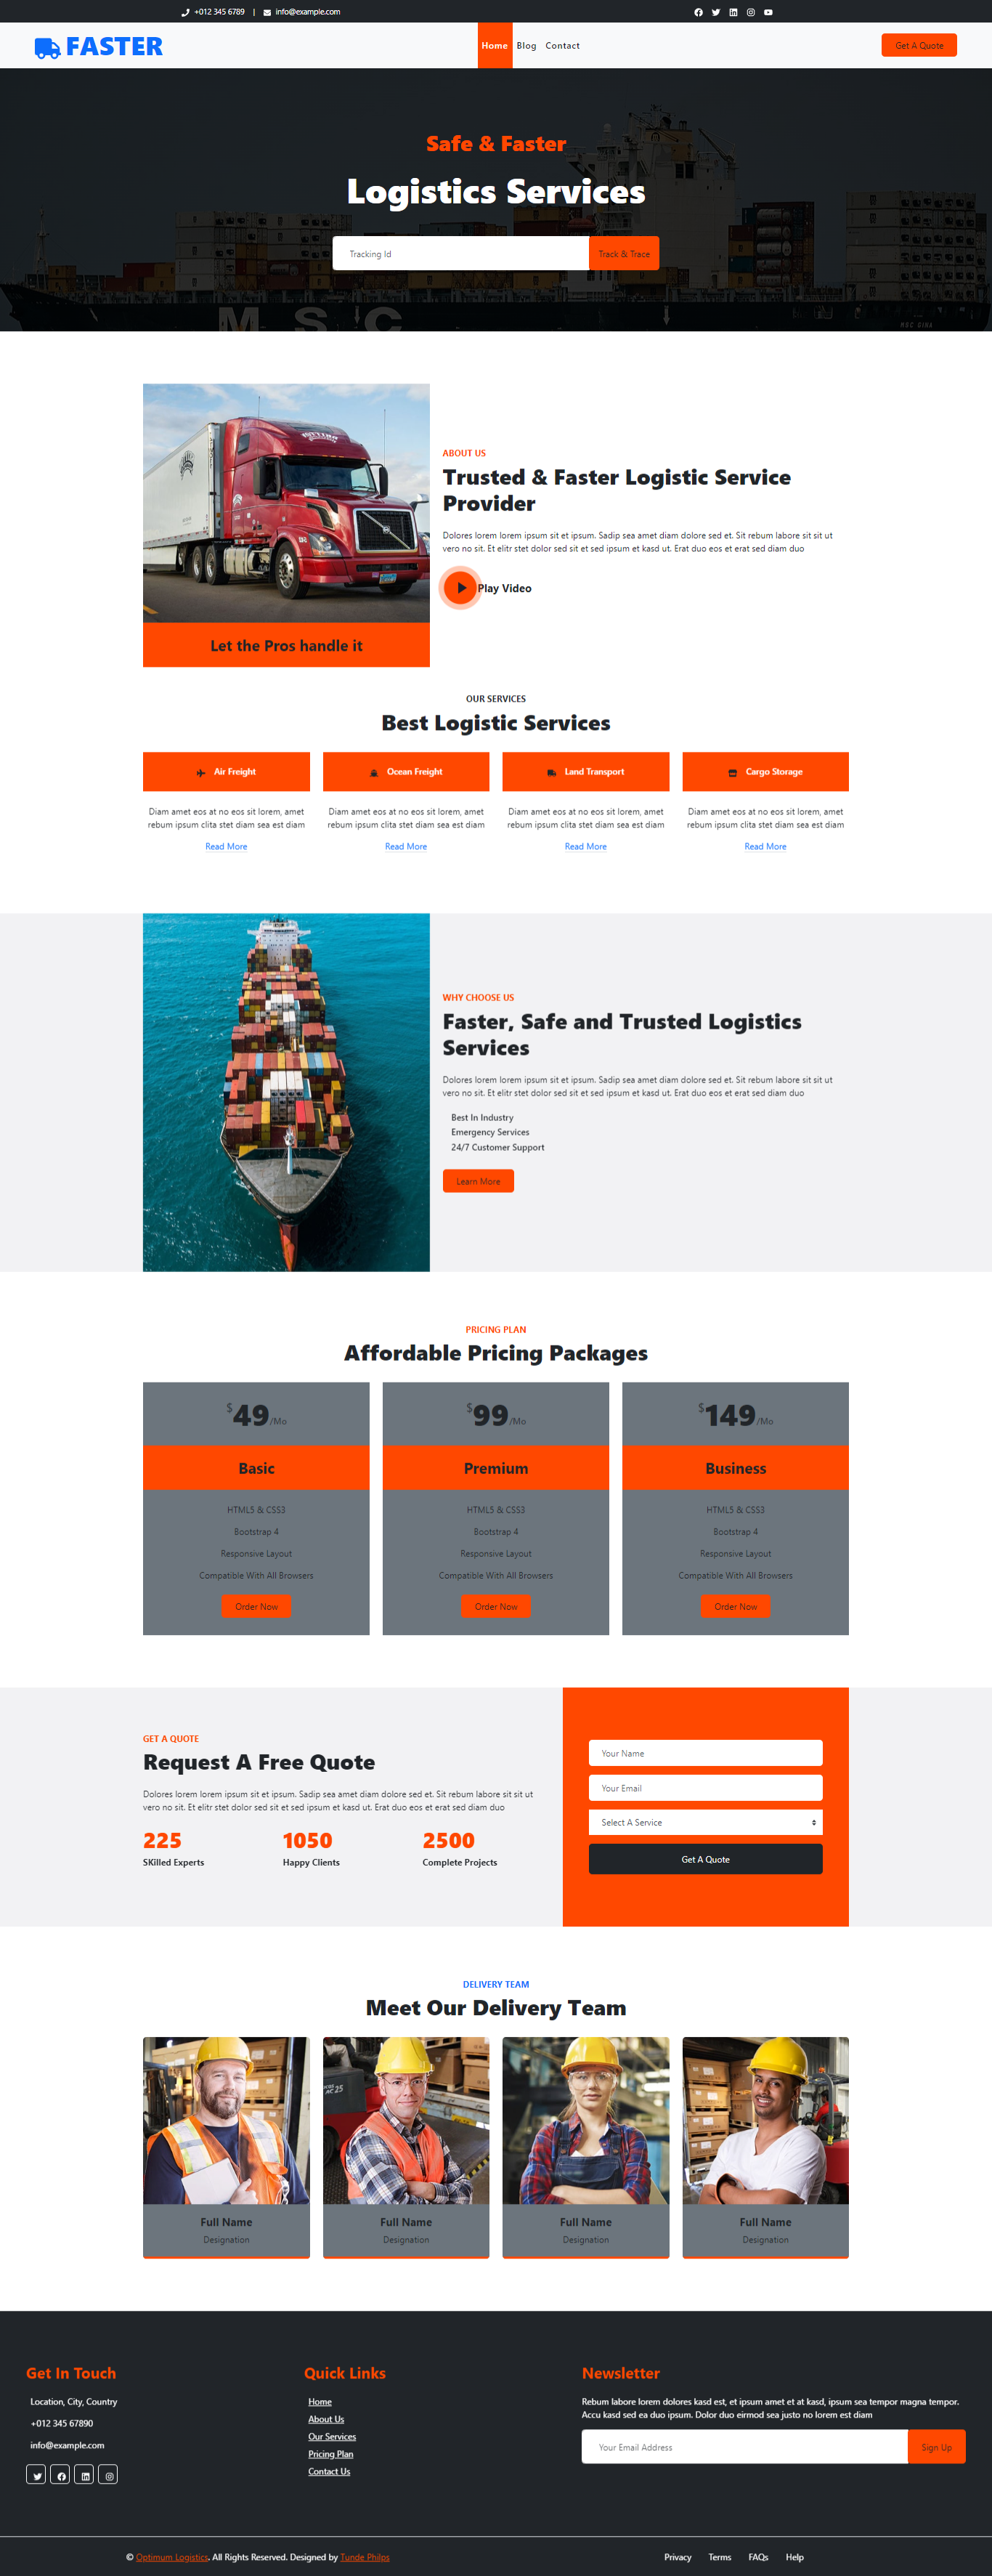 +012 345 6789 | info@example.com
FASTER
Home Blog Contact
Get A Quote
Safe & Faster
Logistics Services
Tracking Id
Track & Trace
MSC
MSC GINA
ABOUT US
Trusted & Faster Logistic Service
Provider
Dolores lorem lorem ipsum sit et ipsum. Sadip sea amet diam dolore sed et. Sit rebum labore sit sit ut
vero no sit. Et elitr stet dolor sed sit et sed ipsum et kasd ut. Erat duo eos et erat sed diam duo
Play Video
Let the Pros handle it
OUR SERVICES
Best Logistic Services
Air Freight
Ocean Freight
Land Transport
Cargo Storage
Diam amet eos at no eos sit lorem, amet
rebum ipsum clita stet diam sea est diam
Read More
Diam amet eos at no eos sit lorem, amet
rebum ipsum clita stet diam sea est diam
Read More
Diam amet eos at no eos sit lorem, amet
rebum ipsum clita stet diam sea est diam
Read More
Diam amet eos at no eos sit lorem, amet
rebum ipsum clita stet diam sea est diam
Read More
WHY CHOOSE US
Faster, Safe and Trusted Logistics
Services
Dolores lorem lorem ipsum sit et ipsum. Sadip sea amet diam dolore sed et. Sit rebum labore sit sit ut
vero no sit. Et elitr stet dolor sed sit et sed ipsum et kasd ut. Erat duo eos et erat sed diam duo
Best In Industry
Emergency Services
24/7 Customer Support
Learn More
PRICING PLAN
Affordable Pricing Packages
$49/Mo
Basic
HTML5 & CSS3
Bootstrap 4
Responsive Layout
Compatible With All Browsers
Order Now
$99/Mo
Premium
HTML5 & CSS3
Bootstrap 4
Responsive Layout
Compatible With All Browsers
Order Now
$149/Mo
Business
HTML5 & CSS3
Bootstrap 4
Responsive Layout
Compatible With All Browsers
Order Now
GET A QUOTE
Request A Free Quote
Dolores lorem lorem ipsum sit et ipsum. Sadip sea amet diam dolore sed et. Sit rebum labore sit sit ut
vero no sit. Et elitr stet dolor sed sit et sed ipsum et kasd ut. Erat duo eos et erat sed diam duo
225
SKilled Experts
1050
Happy Clients
2500
Complete Projects
Your Name
Your Email
Select A Service
Get A Quote
DELIVERY TEAM
Meet Our Delivery Team
Full Name
Designation
Full Name
Designation
Full Name
Designation
Full Name
Designation
Get In Touch
Location, City, Country
+012 345 67890
info@example.com
Quick Links
Home
About Us
Our Services
Pricing Plan
Contact Us
Newsletter
Rebum labore lorem dolores kasd est, et ipsum amet et at kasd, ipsum sea tempor magna tempor.
Accu kasd sed ea duo ipsum. Dolor duo eirmod sea justo no lorem est diam
Your Email Address
Sign Up
© Optimum Logistics. All Rights Reserved. Designed by Tunde Philps
Privacy Terms FAQs Help